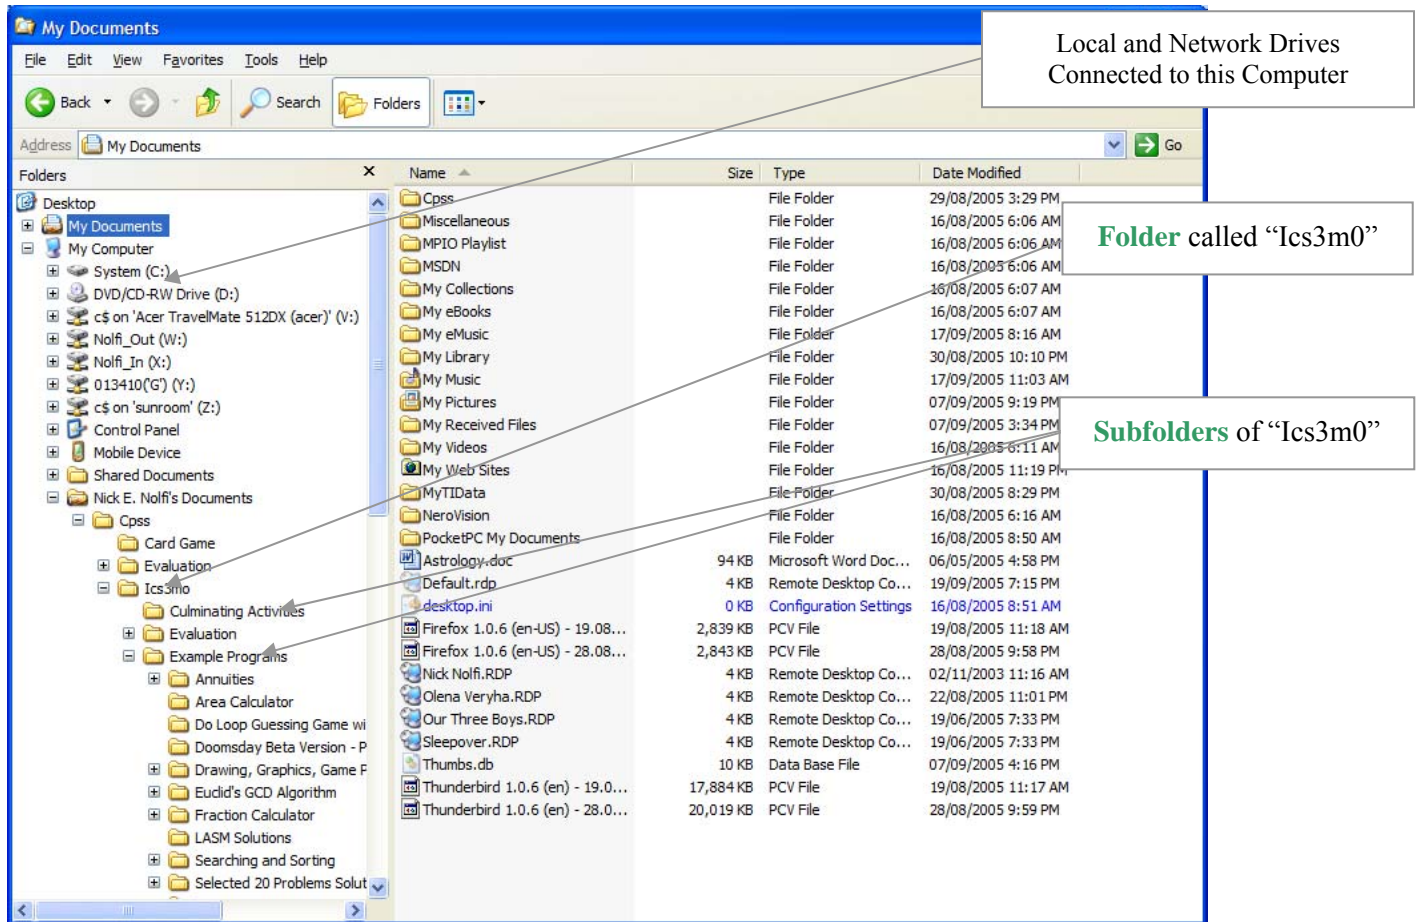 My Documents
File Edit View Favorites Tools Help
Back Search Folders
Address My Documents Go
Local and Network Drives
Connected to this Computer
Folders
Desktop
My Documents
My Computer
System (C:)
DVD/CD-RW Drive (D:)
c$ on 'Acer TravelMate 512DX (acer)' (V:)
Nolfi_Out (W:)
Nolfi_In (X:)
013410('G') (Y:)
c$ on 'sunroom' (Z:)
Control Panel
Mobile Device
Shared Documents
Nick E. Nolfi's Documents
Cpss
Card Game
Evaluation
Ics3mo
Culminating Activities
Evaluation
Example Programs
Annuities
Area Calculator
Do Loop Guessing Game wi
Doomsday Beta Version - P
Drawing, Graphics, Game P
Euclid's GCD Algorithm
Fraction Calculator
LASM Solutions
Searching and Sorting
Selected 20 Problems Solut
Name Size Type Date Modified
Cpss File Folder 29/08/2005 3:29 PM
Miscellaneous File Folder 16/08/2005 6:06 AM
MPIO Playlist File Folder 16/08/2005 6:06 AM
MSDN File Folder 16/08/2005 6:06 AM
My Collections File Folder 16/08/2005 6:07 AM
My eBooks File Folder 16/08/2005 6:07 AM
My eMusic File Folder 17/09/2005 8:16 AM
My Library File Folder 30/08/2005 10:10 PM
My Music File Folder 17/09/2005 11:03 AM
My Pictures File Folder 07/09/2005 9:19 PM
My Received Files File Folder 07/09/2005 3:34 PM
My Videos File Folder 16/08/2005 6:11 AM
My Web Sites File Folder 16/08/2005 11:19 PM
MyTIData File Folder 30/08/2005 8:29 PM
NeroVision File Folder 16/08/2005 6:16 AM
PocketPC My Documents File Folder 16/08/2005 8:50 AM
Astrology.doc 94 KB Microsoft Word Doc... 06/05/2005 4:58 PM
Default.rdp 4 KB Remote Desktop Co... 19/09/2005 7:15 PM
desktop.ini 0 KB Configuration Settings 16/08/2005 8:51 AM
Firefox 1.0.6 (en-US) - 19.08... 2,839 KB PCV File 19/08/2005 11:18 AM
Firefox 1.0.6 (en-US) - 28.08... 2,843 KB PCV File 28/08/2005 9:58 PM
Nick Nolfi.RDP 4 KB Remote Desktop Co... 02/11/2003 11:16 AM
Olena Veryha.RDP 4 KB Remote Desktop Co... 22/08/2005 11:01 PM
Our Three Boys.RDP 4 KB Remote Desktop Co... 19/06/2005 7:33 PM
Sleepover.RDP 4 KB Remote Desktop Co... 19/06/2005 7:33 PM
Thumbs.db 10 KB Data Base File 07/09/2005 4:16 PM
Thunderbird 1.0.6 (en) - 19.0... 17,884 KB PCV File 19/08/2005 11:17 AM
Thunderbird 1.0.6 (en) - 28.0... 20,019 KB PCV File 28/08/2005 9:59 PM
Folder called “Ics3m0”
Subfolders of “Ics3m0”